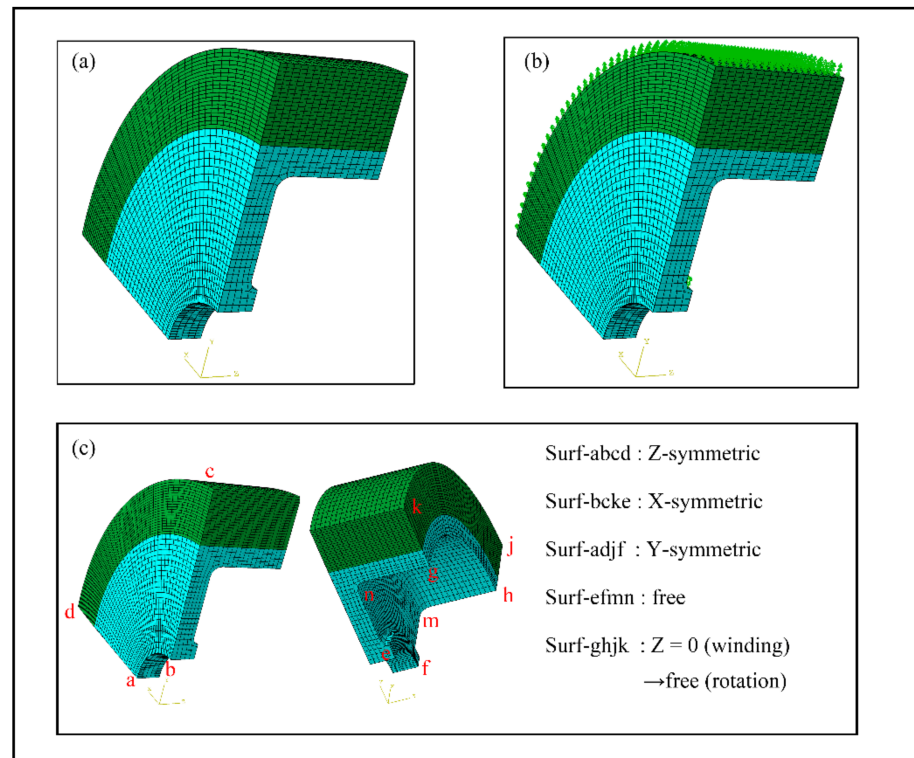 (a)
(b)
(c)
c
d
a
b
k
j
g
h
n
m
e
f
Surf-abcd : Z-symmetric
Surf-bcke : X-symmetric
Surf-adjf : Y-symmetric
Surf-efmn : free
Surf-ghjk : Z = 0 (winding)
→free (rotation)